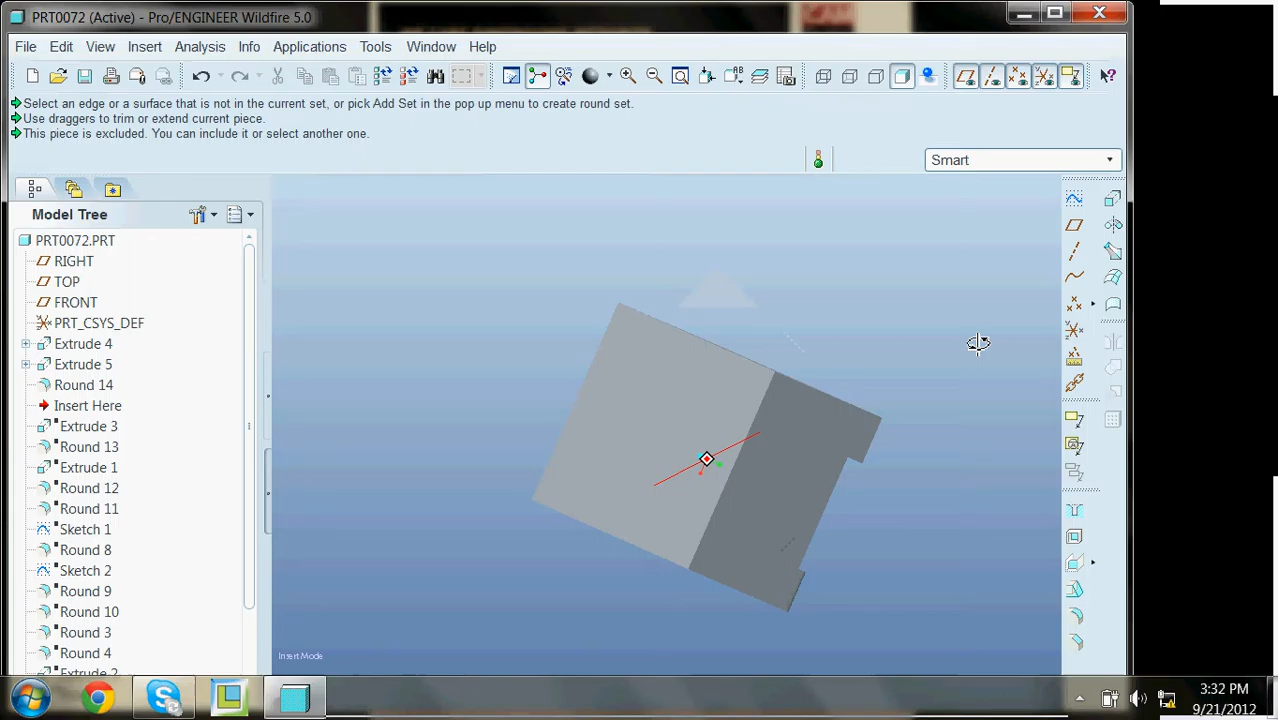 PRT0072 (Active) - Pro/ENGINEER Wildfire 5.0
File Edit View Insert Analysis Info Applications Tools Window Help
Select an edge or a surface that is not in the current set, or pick Add Set in the pop up menu to create round set.
Use draggers to trim or extend current piece.
This piece is excluded. You can include it or select another one.
Smart
Model Tree
PRT0072.PRT
RIGHT
TOP
FRONT
PRT_CSYS_DEF
Extrude 4
Extrude 5
Round 14
Insert Here
Extrude 3
Round 13
Extrude 1
Round 12
Round 11
Sketch 1
Round 8
Sketch 2
Round 9
Round 10
Round 3
Round 4
Extrude 2
Insert Mode
3:32 PM
9/21/2012